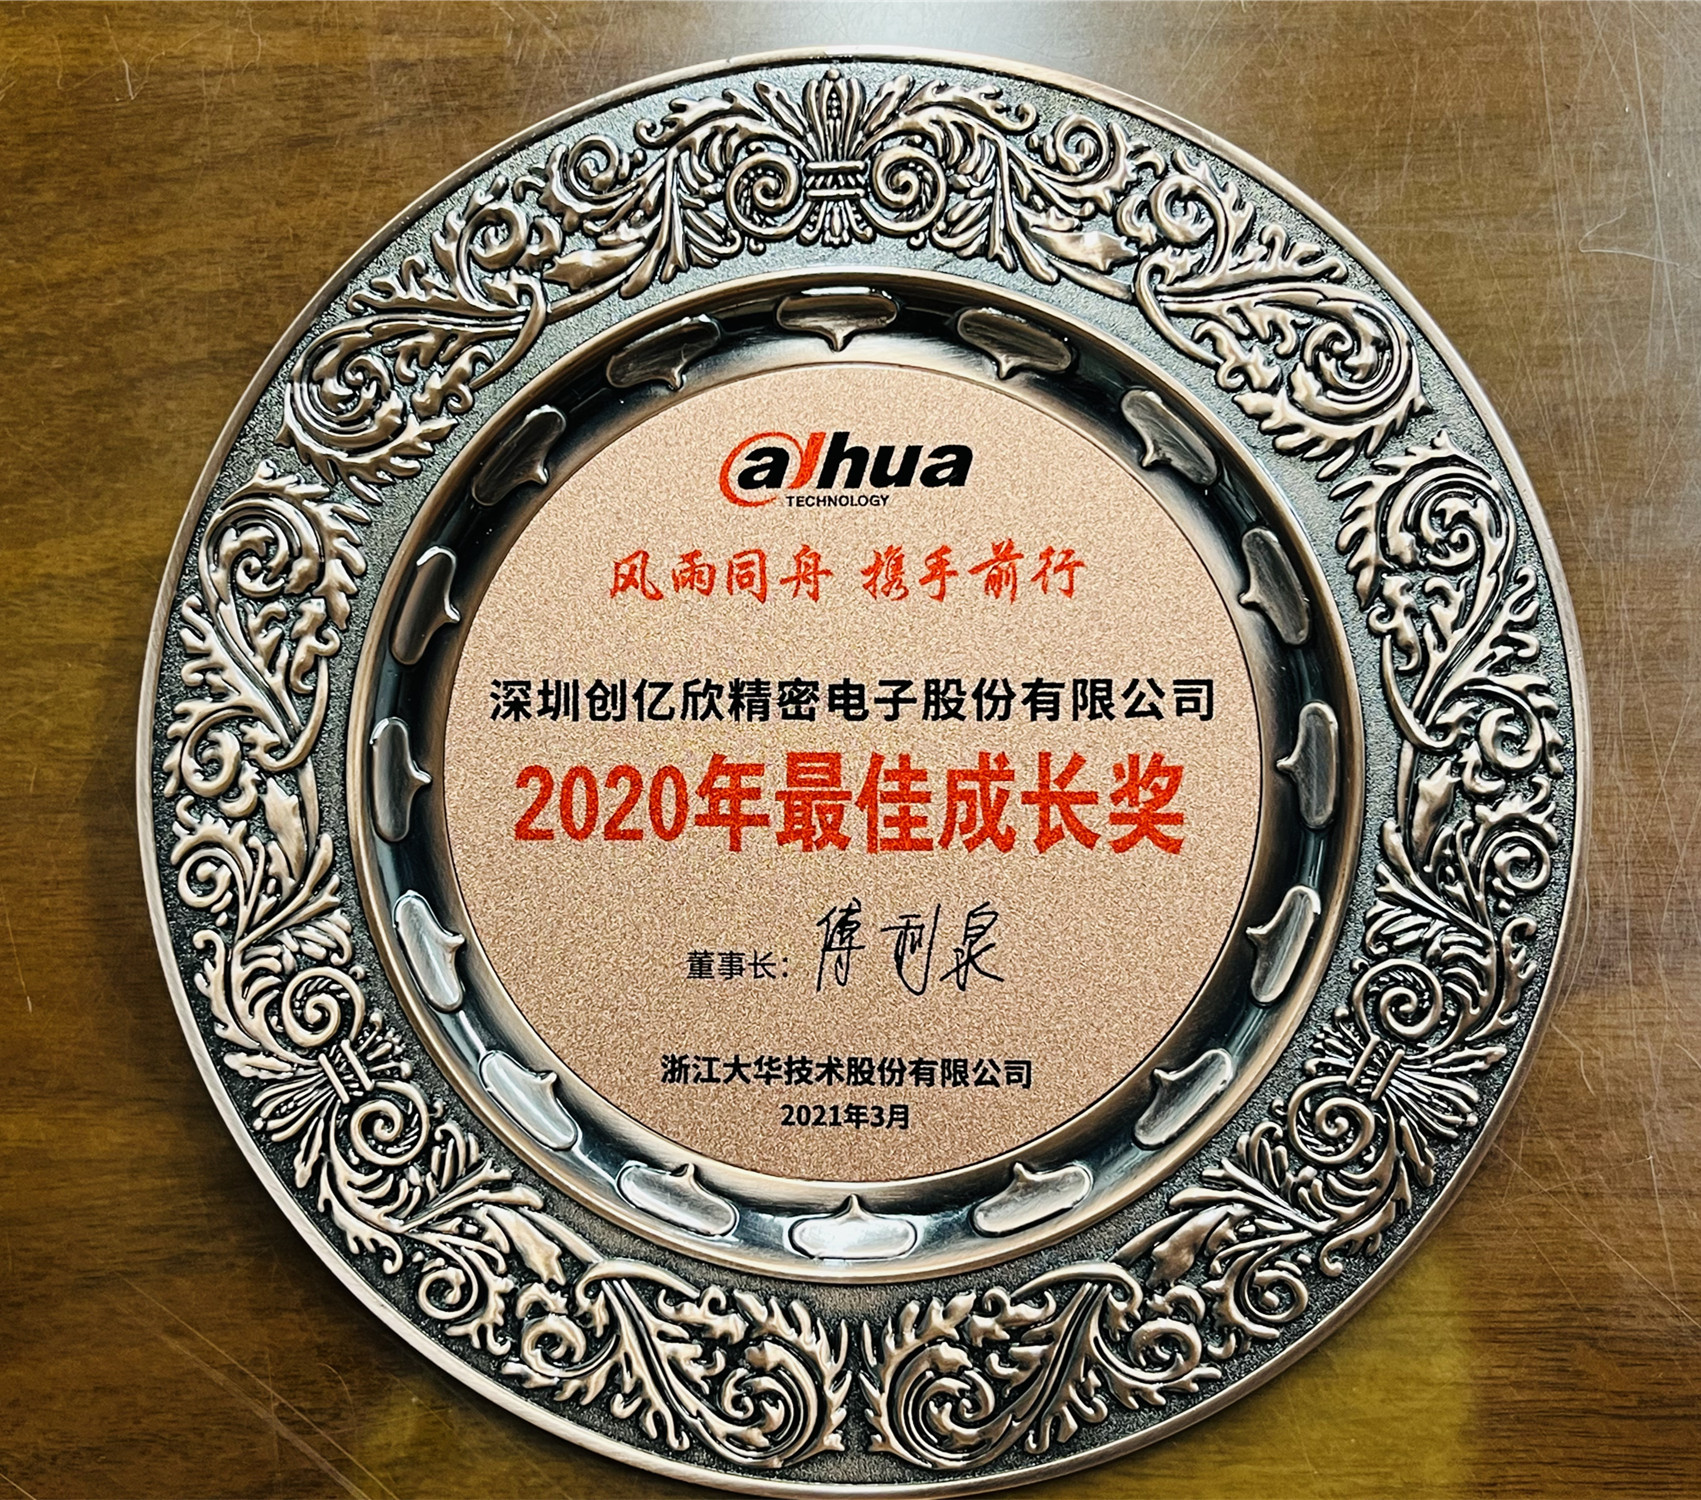 alhua
TECHNOLOGY
风雨同舟 携手前行
深圳创亿欣精密电子股份有限公司
2020年最佳成长奖
董事长：傅利泉
浙江大华技术股份有限公司
2021年3月